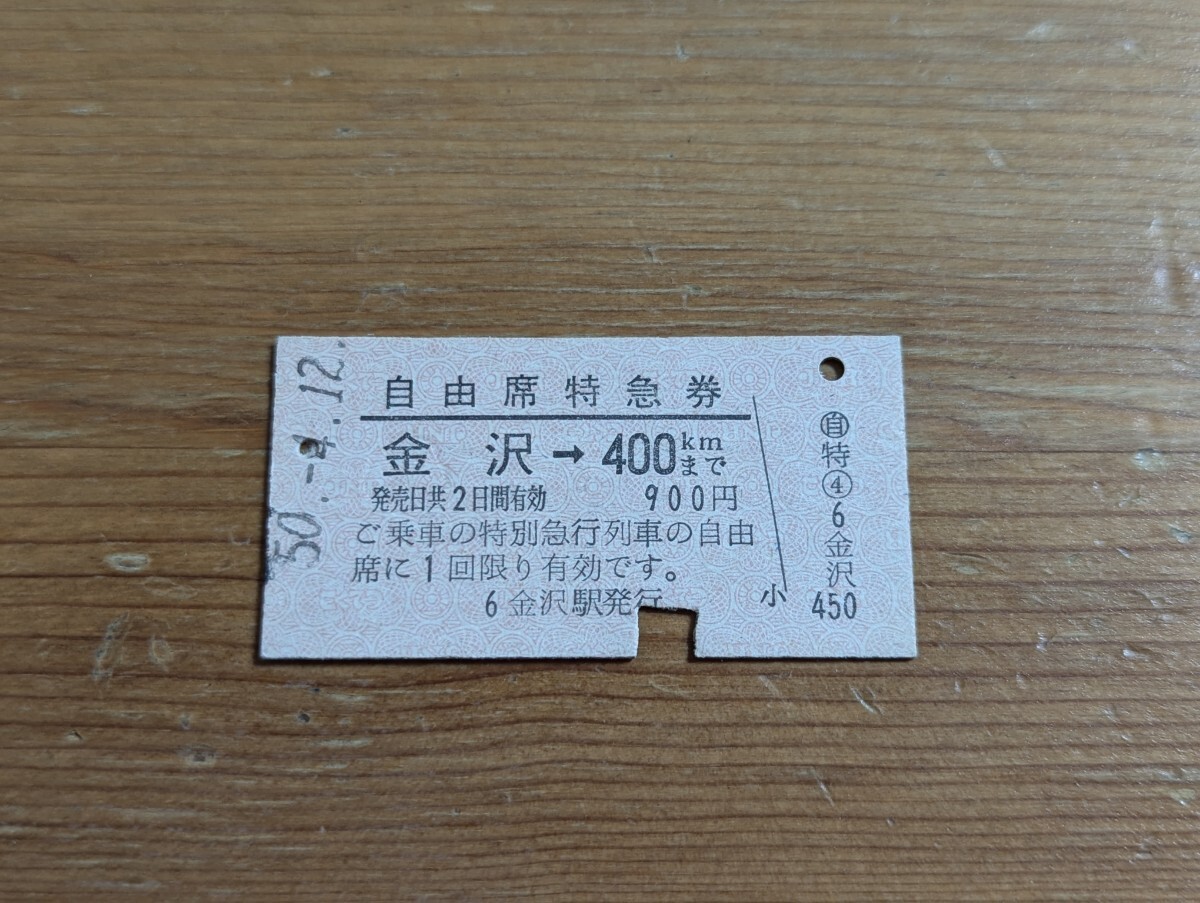 50.-4.12.
自由席特急券
金沢→400kmまで
発売日共2日間有効 900円
ご乗車の特別急行列車の自由
席に1回限り有効です。
6金沢駅発行
小
㊐特④6金沢
450